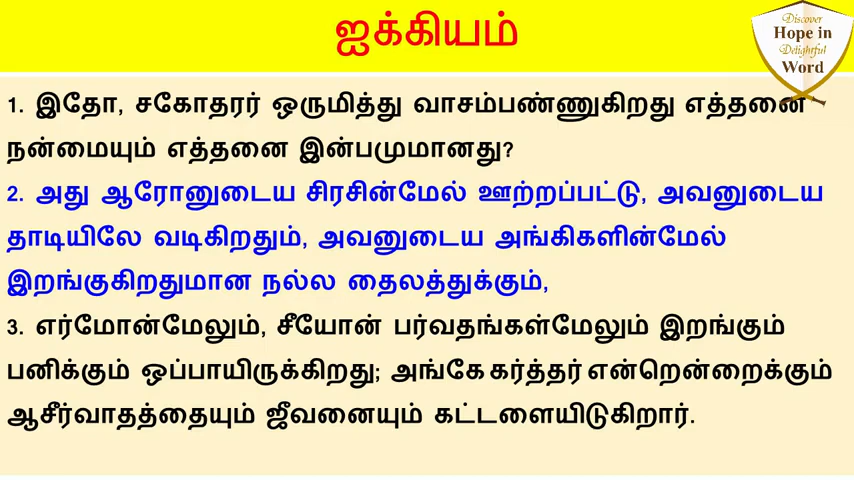 ஐக்கியம்
Discover
Hope in
Delightful
Word
1. இதோ, சகோதரர் ஒருமித்து வாசம்பண்ணுகிறது எத்தனை
நன்மையும் எத்தனை இன்பமுமானது?
2. அது ஆரோனுடைய சிரசின்மேல் ஊற்றப்பட்டு, அவனுடைய
தாடியிலே வடிகிறதும், அவனுடைய அங்கிகளின்மேல்
இறங்குகிறதுமான நல்ல தைலத்துக்கும்,
3. எர்மோன்மேலும், சீயோன் பர்வதங்கள்மேலும் இறங்கும்
பனிக்கும் ஒப்பாயிருக்கிறது; அங்கே கர்த்தர் என்றென்றைக்கும்
ஆசீர்வாதத்தையும் ஜீவனையும் கட்டளையிடுகிறார்.